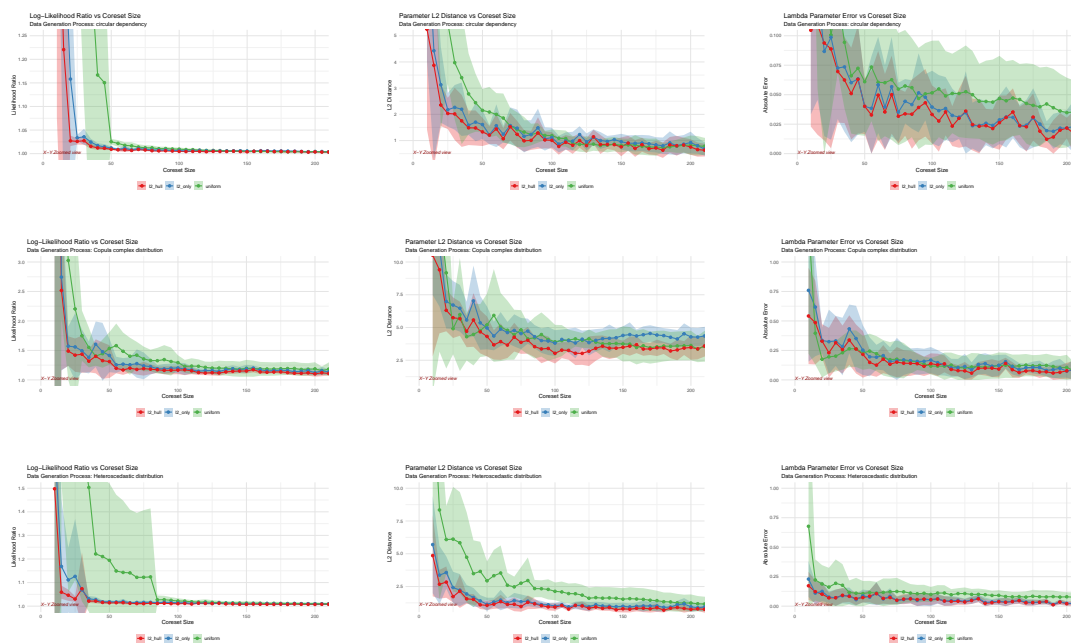 Log-Likelihood Ratio vs Coreset Size
Data Generation Process: circular dependency
Likelihood Ratio
1.25
1.20
1.15
1.10
1.05
1.00
X-Y Zoomed view
0
50
100
150
200
Coreset Size
l2_hull
l2_only
uniform
Parameter L2 Distance vs Coreset Size
Data Generation Process: circular dependency
L2 Distance
5
4
3
2
1
X-Y Zoomed view
0
50
100
150
200
Coreset Size
l2_hull
l2_only
uniform
Lambda Parameter Error vs Coreset Size
Data Generation Process: circular dependency
Absolute Error
0.100
0.075
0.050
0.025
0.000
X-Y Zoomed view
0
50
100
150
200
Coreset Size
l2_hull
l2_only
uniform
Log-Likelihood Ratio vs Coreset Size
Data Generation Process: Copula complex distribution
Likelihood Ratio
3.0
2.5
2.0
1.5
1.0
X-Y Zoomed view
0
50
100
150
200
Coreset Size
l2_hull
l2_only
uniform
Parameter L2 Distance vs Coreset Size
Data Generation Process: Copula complex distribution
L2 Distance
10.0
7.5
5.0
2.5
X-Y Zoomed view
0
50
100
150
200
Coreset Size
l2_hull
l2_only
uniform
Lambda Parameter Error vs Coreset Size
Data Generation Process: Copula complex distribution
Absolute Error
1.00
0.75
0.50
0.25
0.00
X-Y Zoomed view
0
50
100
150
200
Coreset Size
l2_hull
l2_only
uniform
Log-Likelihood Ratio vs Coreset Size
Data Generation Process: Heteroscedastic distribution
Likelihood Ratio
1.5
1.4
1.3
1.2
1.1
1.0
X-Y Zoomed view
0
50
100
150
200
Coreset Size
l2_hull
l2_only
uniform
Parameter L2 Distance vs Coreset Size
Data Generation Process: Heteroscedastic distribution
L2 Distance
10.0
7.5
5.0
2.5
X-Y Zoomed view
0
50
100
150
200
Coreset Size
l2_hull
l2_only
uniform
Lambda Parameter Error vs Coreset Size
Data Generation Process: Heteroscedastic distribution
Absolute Error
1.00
0.75
0.50
0.25
0.00
X-Y Zoomed view
0
50
100
150
200
Coreset Size
l2_hull
l2_only
uniform